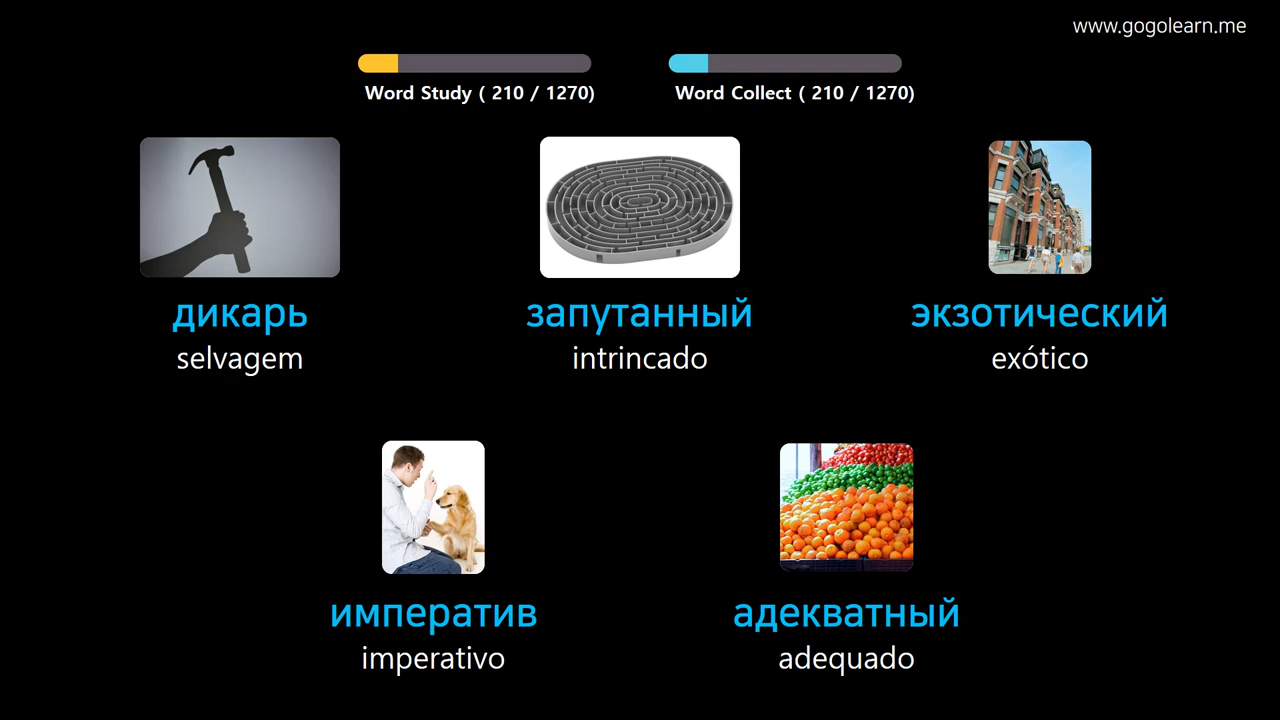 www.gogolearn.me
Word Study ( 210 / 1270)
Word Collect ( 210 / 1270)
дикарь
selvagem
запутанный
intrincado
экзотический
exótico
императив
imperativo
адекватный
adequado